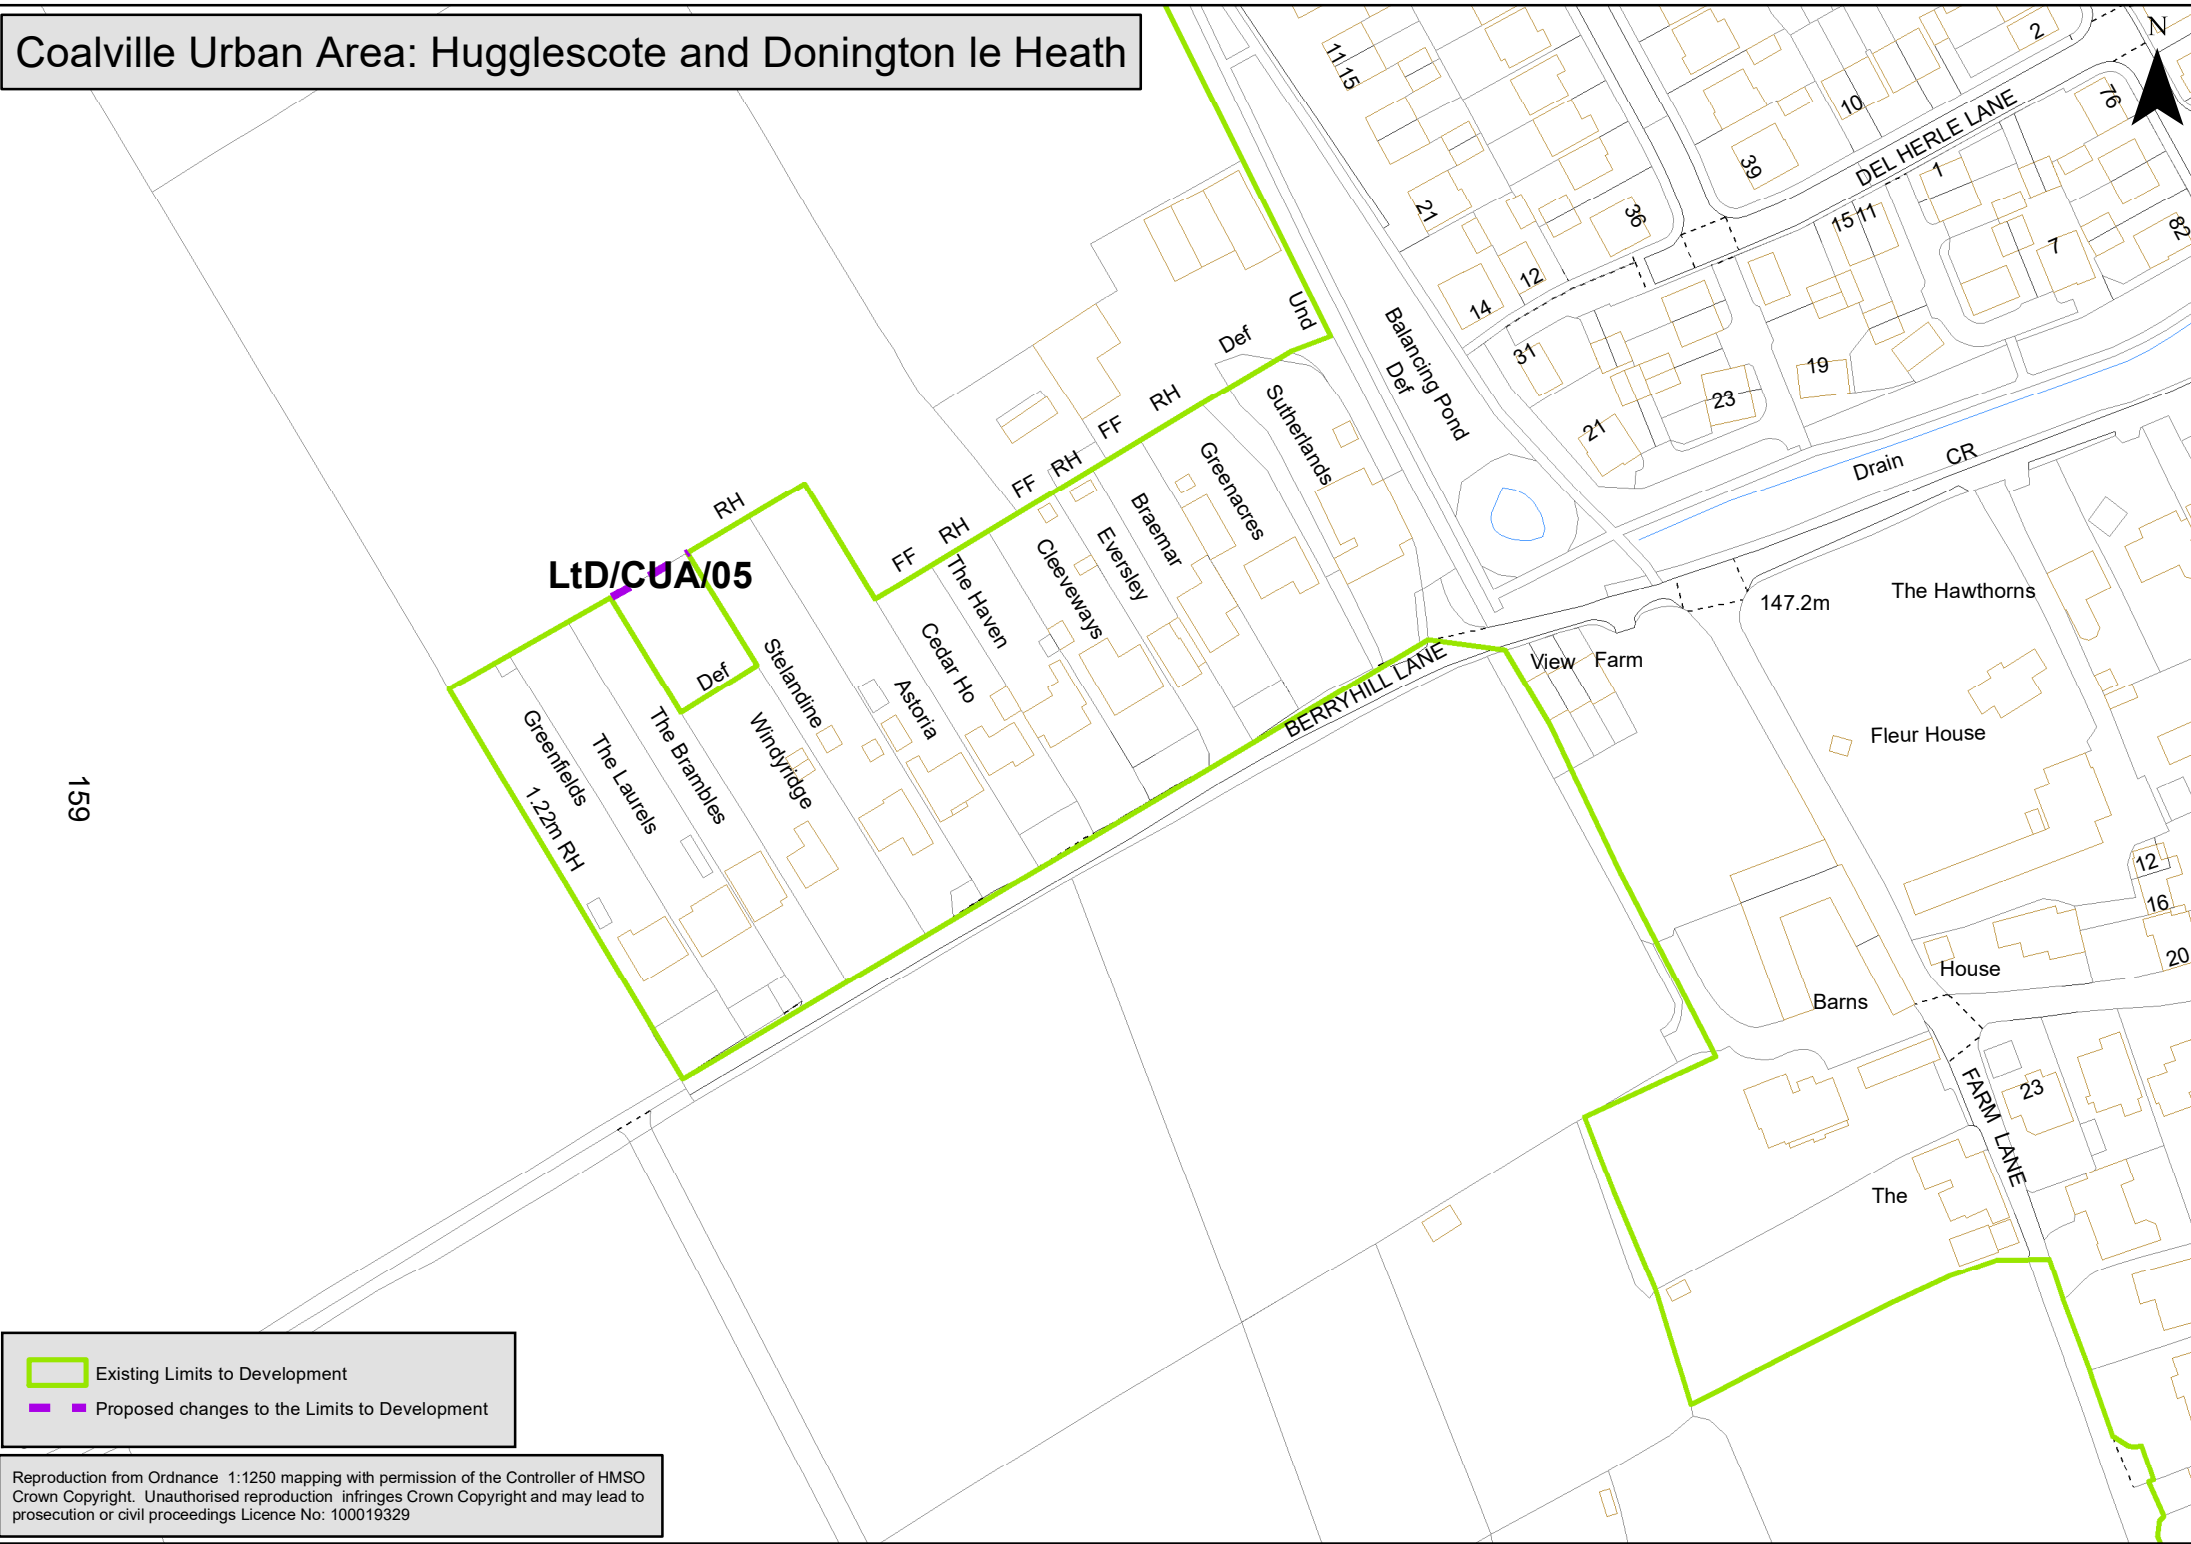 Coalville Urban Area: Hugglescote and Donington le Heath
N
11 15
2
10
76
39
DEL HERLE LANE
1
21
36
15 11
7
82
12
14
Und
Def
Balancing Pond
Def
31
19
23
21
RH
FF
Sutherlands
Greenacres
Drain
CR
RH
FF
Braemar
RH
FF
RH
Eversley
Cleeveways
The Haven
LtD/CUA/05
Cedar Ho
Astoria
Stelandine
Def
Windyridge
The Brambles
The Laurels
Greenfields
1.22m RH
147.2m
The Hawthorns
View Farm
BERRYHILL LANE
Fleur House
159
12
16
20
House
Barns
FARM LANE
23
The
Existing Limits to Development
Proposed changes to the Limits to Development
Reproduction from Ordnance 1:1250 mapping with permission of the Controller of HMSO
Crown Copyright. Unauthorised reproduction infringes Crown Copyright and may lead to
prosecution or civil proceedings Licence No: 100019329